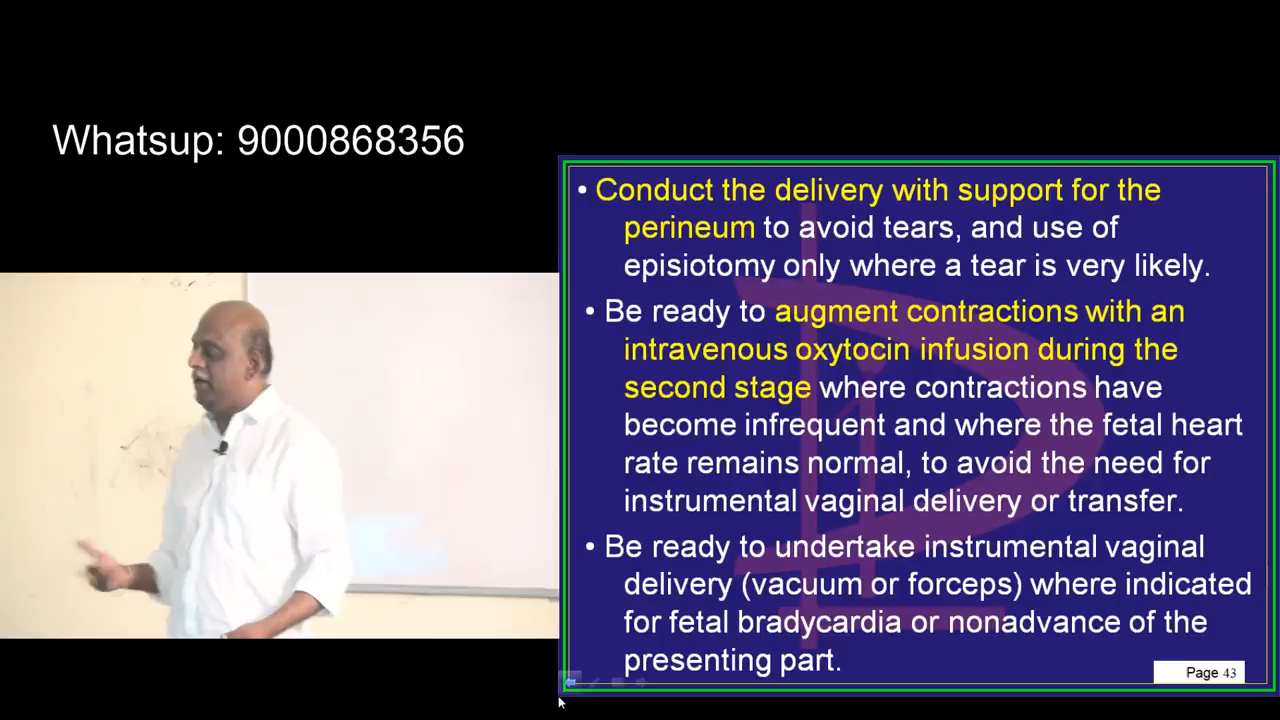 Whatsup: 9000868356
• Conduct the delivery with support for the
perineum to avoid tears, and use of
episiotomy only where a tear is very likely.
• Be ready to augment contractions with an
intravenous oxytocin infusion during the
second stage where contractions have
become infrequent and where the fetal heart
rate remains normal, to avoid the need for
instrumental vaginal delivery or transfer.
• Be ready to undertake instrumental vaginal
delivery (vacuum or forceps) where indicated
for fetal bradycardia or nonadvance of the
presenting part.
Page 43